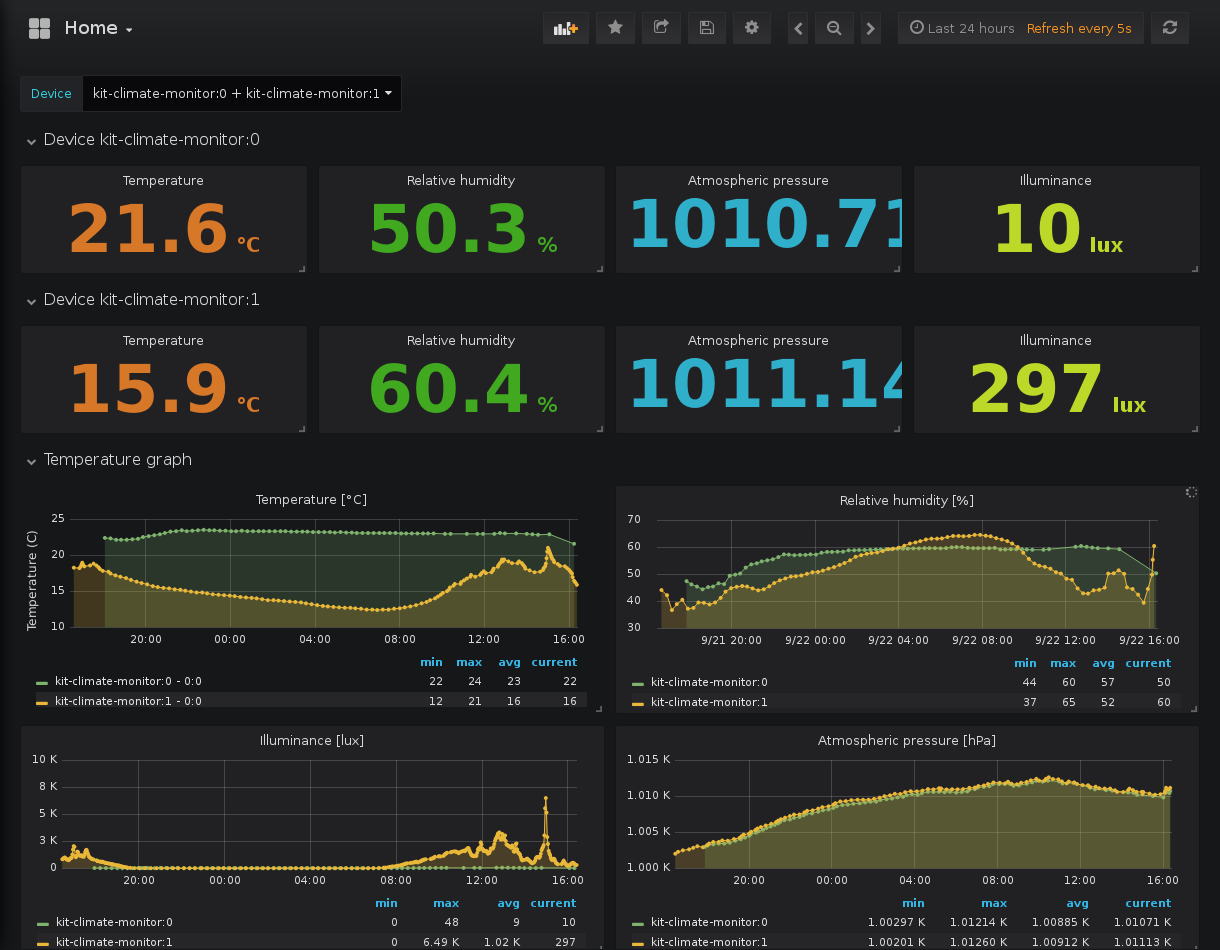 Home
Last 24 hours Refresh every 5s
Device kit-climate-monitor:0 + kit-climate-monitor:1
Device kit-climate-monitor:0
Temperature Relative humidity Atmospheric pressure Illuminance
21.6 °C 50.3 % 1010.71 10 lux
Device kit-climate-monitor:1
Temperature Relative humidity Atmospheric pressure Illuminance
15.9 °C 60.4 % 1011.14 297 lux
Temperature graph
Temperature [°C]
Temperature (C)
25
20
15
10
20:00 00:00 04:00 08:00 12:00 16:00
min max avg current
kit-climate-monitor:0 - 0:0 22 24 23 22
kit-climate-monitor:1 - 0:0 12 21 16 16
Relative humidity [%]
70
60
50
40
30
9/21 20:00 9/22 00:00 9/22 04:00 9/22 08:00 9/22 12:00 9/22 16:00
min max avg current
kit-climate-monitor:0 44 60 57 50
kit-climate-monitor:1 37 65 52 60
Illuminance [lux]
10 K
8 K
5 K
3 K
0
20:00 00:00 04:00 08:00 12:00 16:00
min max avg current
kit-climate-monitor:0 0 48 9 10
kit-climate-monitor:1 0 6.49 K 1.02 K 297
Atmospheric pressure [hPa]
1.015 K
1.010 K
1.005 K
1.000 K
20:00 00:00 04:00 08:00 12:00 16:00
min max avg current
kit-climate-monitor:0 1.00297 K 1.01214 K 1.00885 K 1.01071 K
kit-climate-monitor:1 1.00201 K 1.01260 K 1.00912 K 1.01113 K